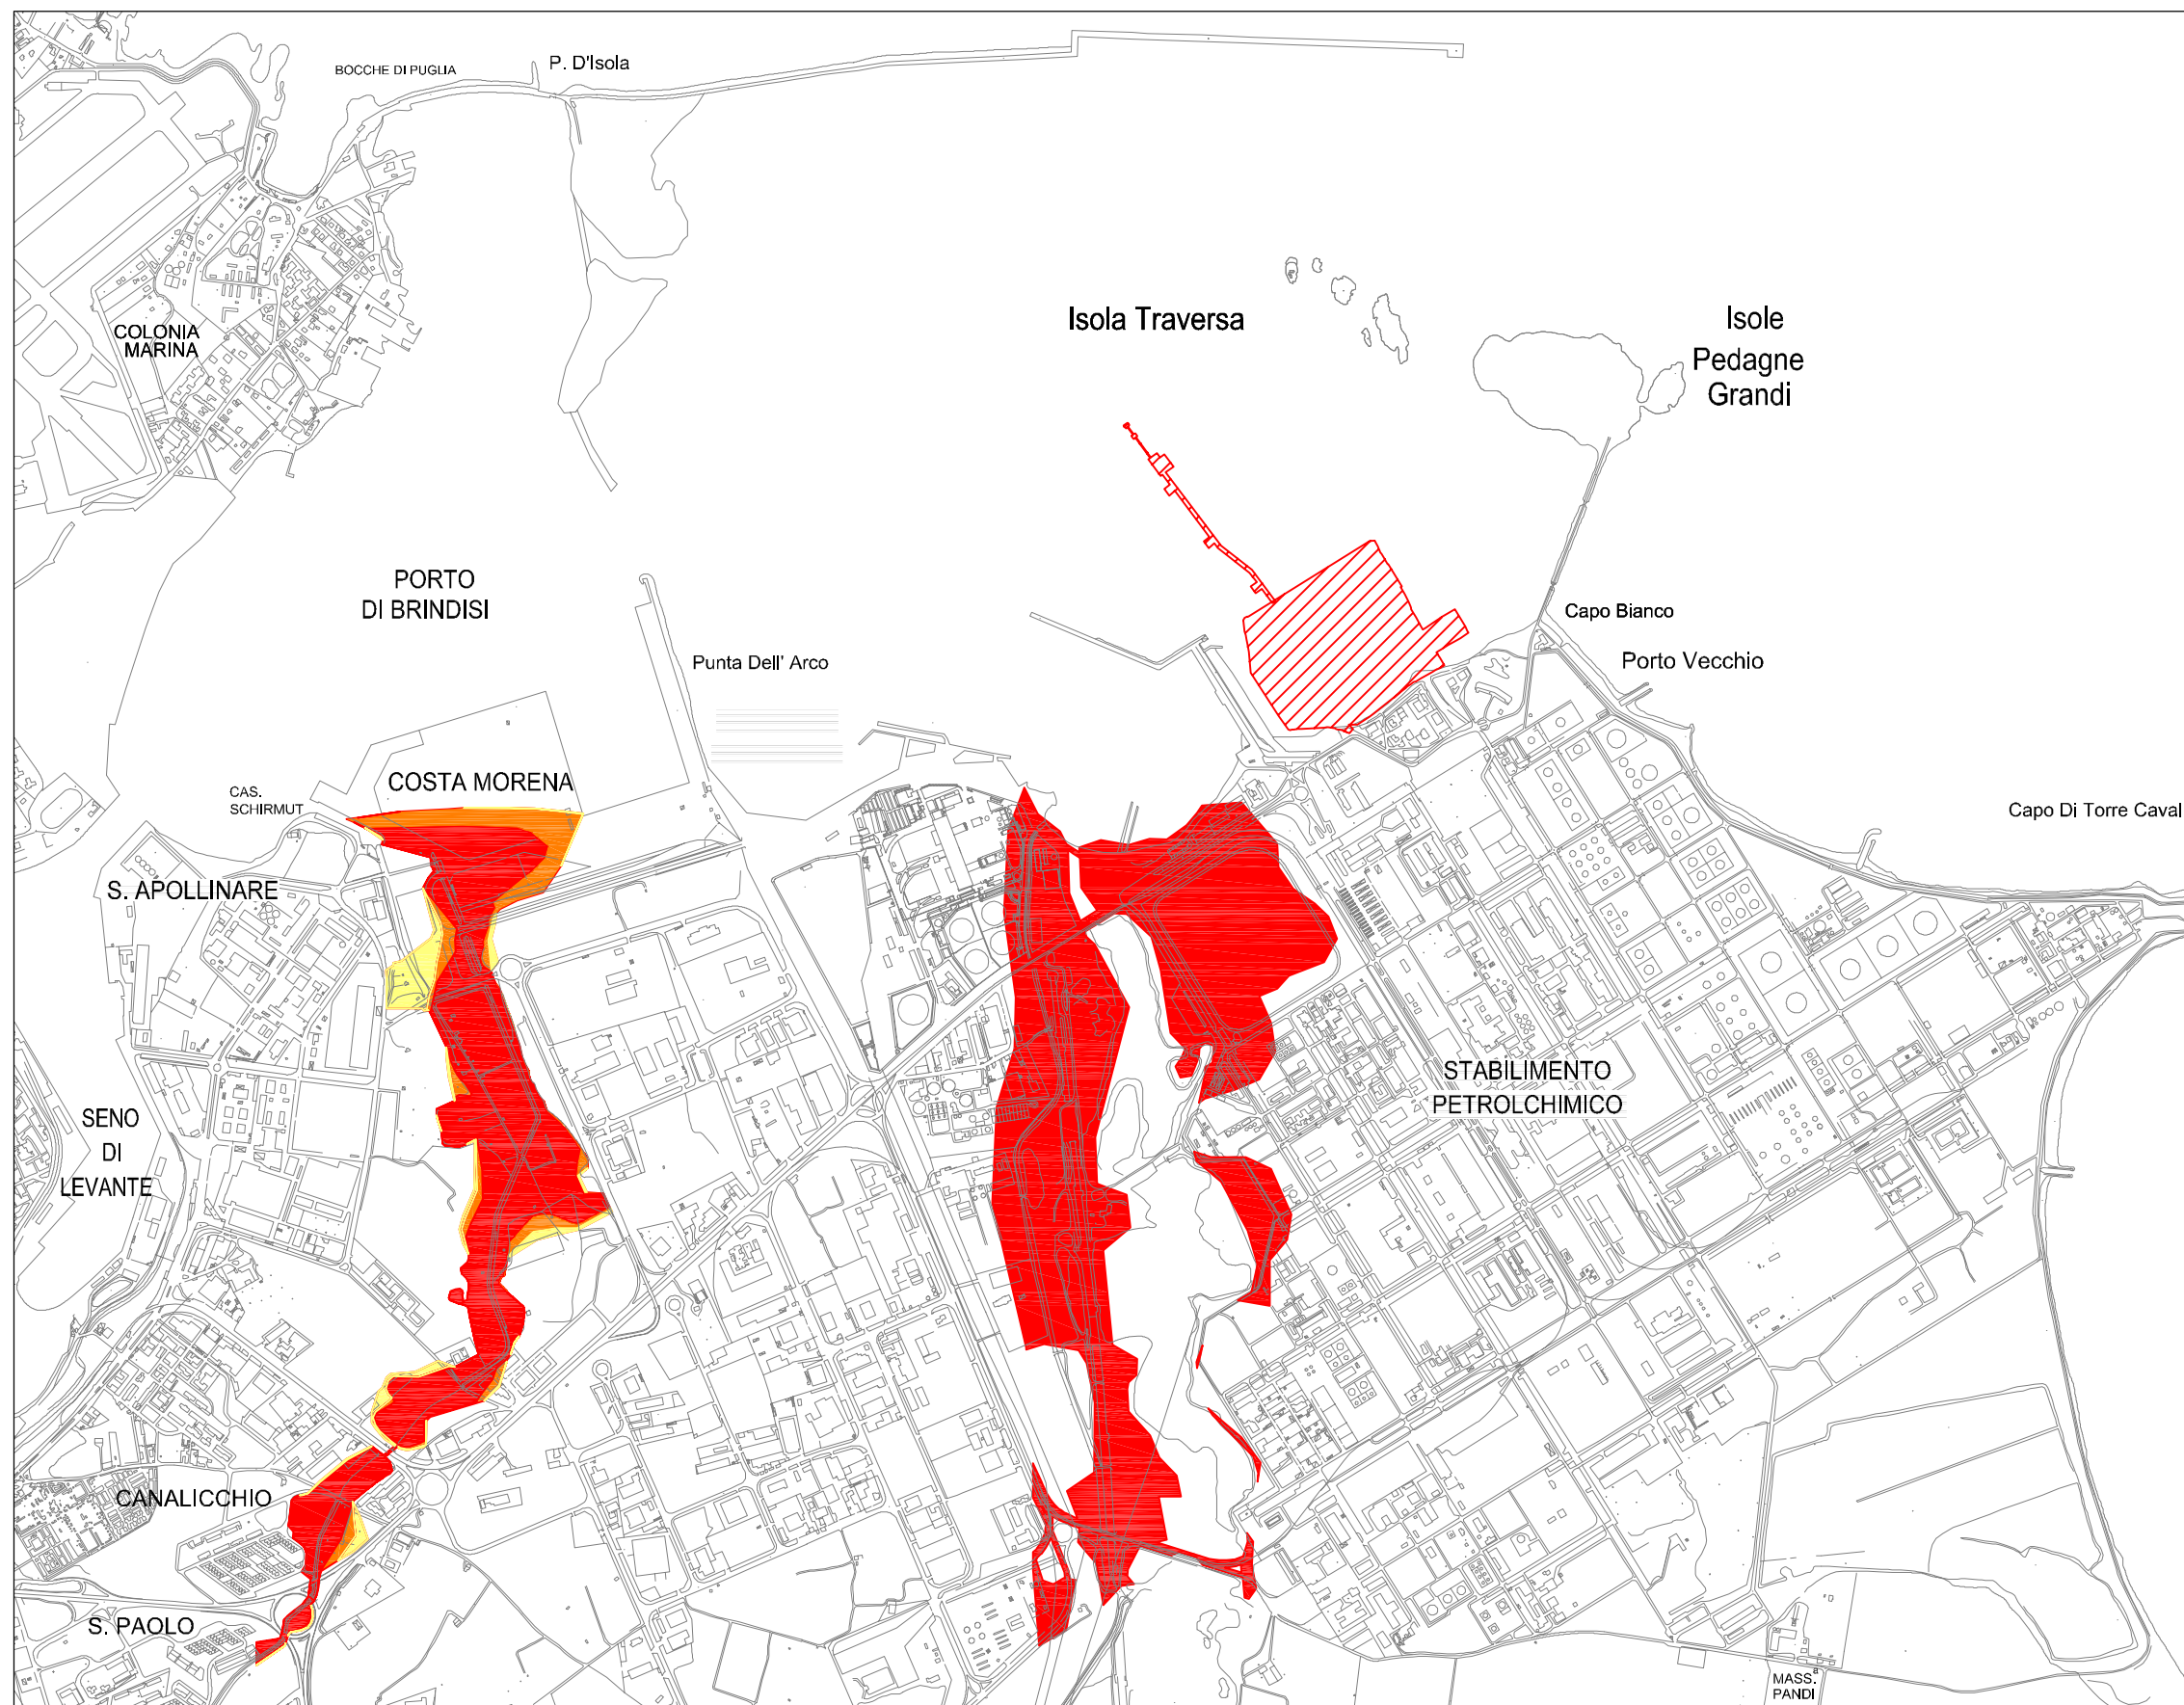 BOCCHE DI PUGLIA
P. D'Isola
Isola Traversa
Isole
Pedagne
Grandi
COLONIA
MARINA
PORTO
DI BRINDISI
Capo Bianco
Punta Dell' Arco
Porto Vecchio
COSTA MORENA
CAS.
SCHIRMUT
Capo Di Torre Caval
S. APOLLINARE
STABILIMENTO
PETROLCHIMICO
SENO
DI
LEVANTE
CANALICCHIO
S. PAOLO
MASS.a
PANDI